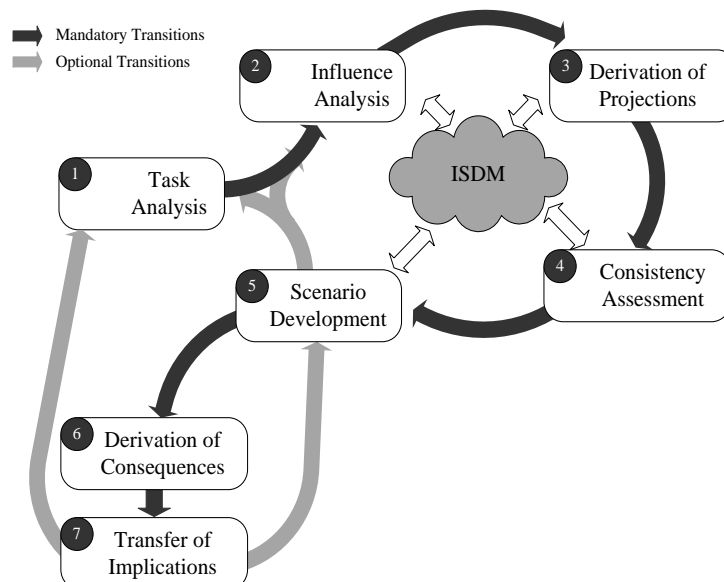 Mandatory Transitions
Optional Transitions
1
Task
Analysis
2
Influence
Analysis
3
Derivation of
Projections
ISDM
4
Consistency
Assessment
5
Scenario
Development
6
Derivation of
Consequences
7
Transfer of
Implications